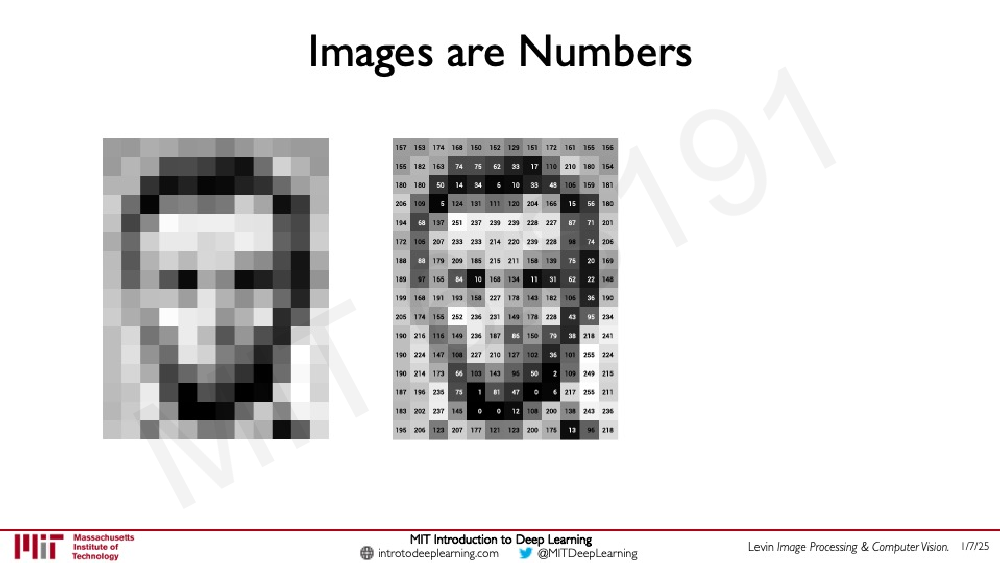 Images are Numbers
157 153 174 168 150 152 129 151 172 161 155 156
155 182 163 74 75 62 33 17 110 210 180 154
180 180 50 14 34 6 10 33 48 106 159 181
206 109 5 124 131 111 120 204 166 15 56 180
194 68 137 251 237 239 239 228 227 87 71 201
172 105 207 233 233 214 220 239 228 98 74 206
188 88 179 209 185 215 211 158 139 75 20 169
189 97 165 84 10 168 134 11 31 62 22 148
199 168 191 193 158 227 178 143 182 106 36 190
205 174 155 252 236 231 149 178 228 43 95 234
190 216 116 149 236 187 86 150 79 38 218 241
190 224 147 108 227 210 127 102 36 101 255 224
190 214 173 66 103 143 96 50 2 109 249 215
187 196 235 75 1 81 47 0 6 217 255 211
183 202 237 145 0 0 12 108 200 138 243 236
195 206 123 207 177 121 123 200 175 13 96 218
Massachusetts
Institute of
Technology
MIT Introduction to Deep Learning
introtodeeplearning.com @MITDeepLearning
Levin Image Processing & Computer Vision. 1/7/25